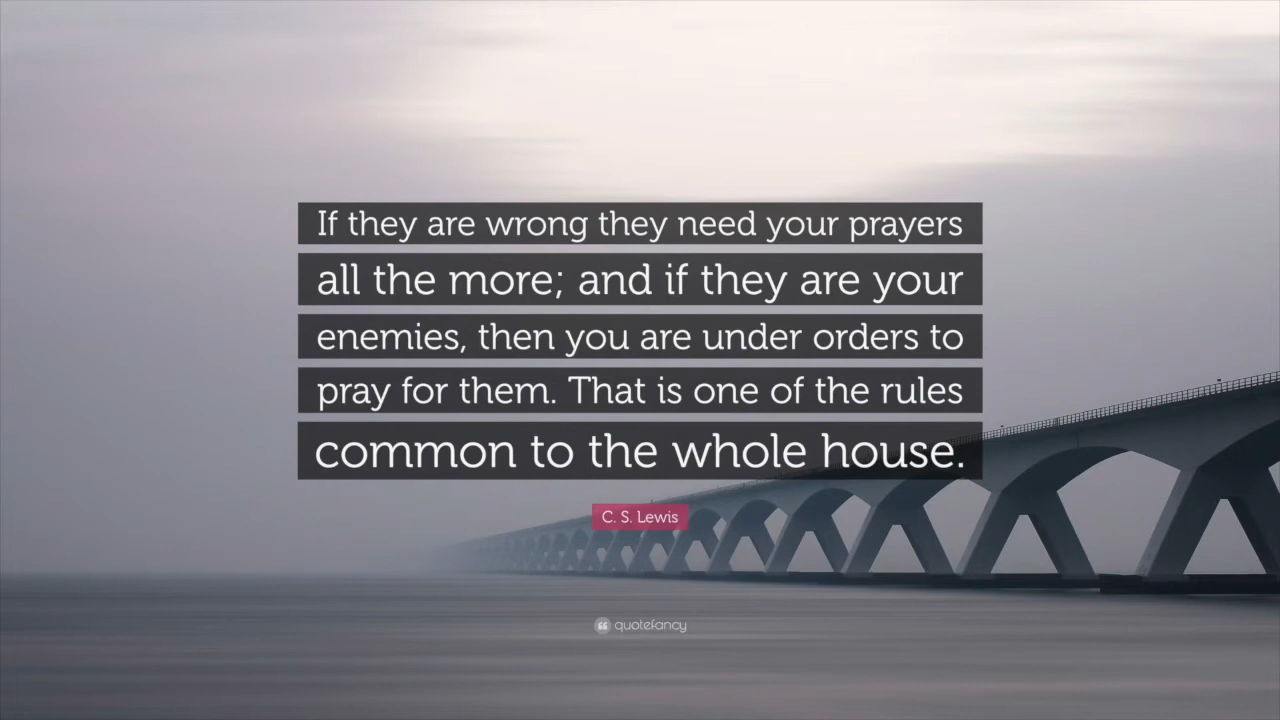 If they are wrong they need your prayers
all the more; and if they are your
enemies, then you are under orders to
pray for them. That is one of the rules
common to the whole house.
C. S. Lewis
quotefancy